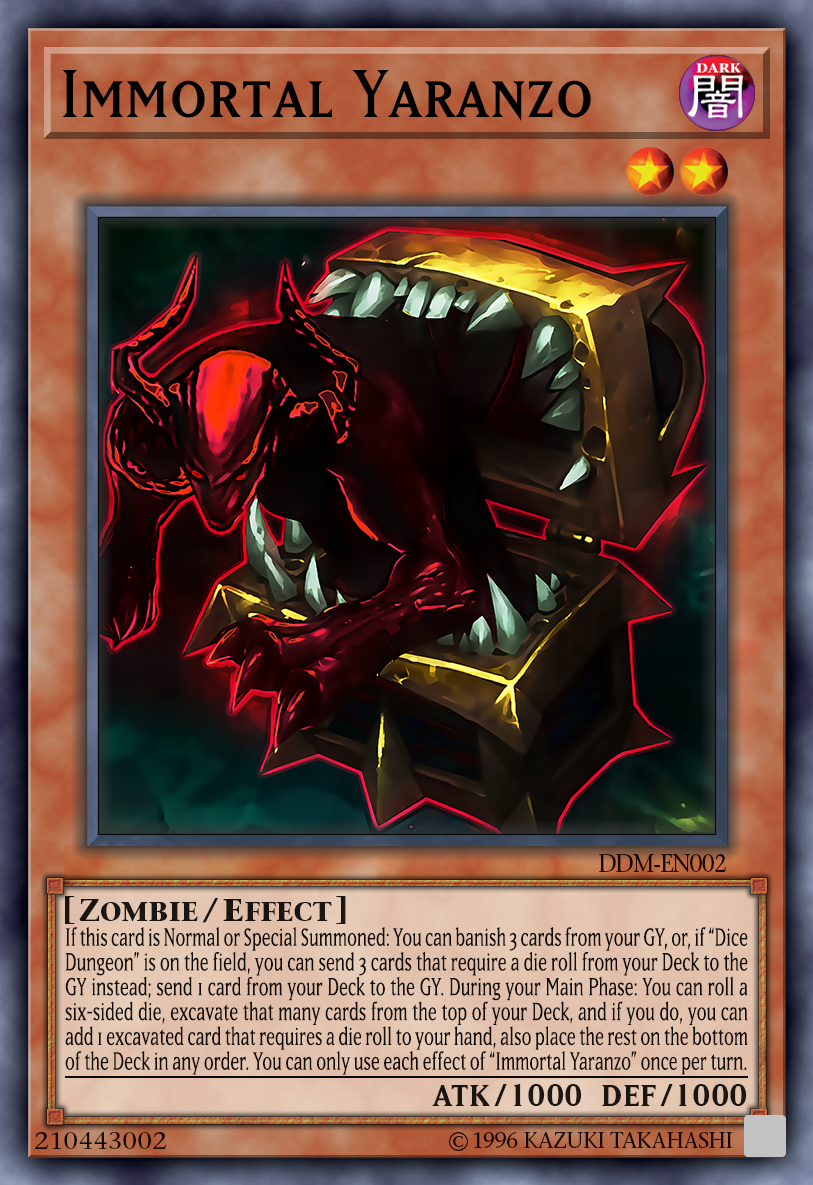 Immortal Yaranzo
DARK
闇
DDM-EN002
[ Zombie / Effect ]
If this card is Normal or Special Summoned: You can banish 3 cards from your GY, or, if “Dice
Dungeon” is on the field, you can send 3 cards that require a die roll from your Deck to the
GY instead; send 1 card from your Deck to the GY. During your Main Phase: You can roll a
six-sided die, excavate that many cards from the top of your Deck, and if you do, you can
add 1 excavated card that requires a die roll to your hand, also place the rest on the bottom
of the Deck in any order. You can only use each effect of “Immortal Yaranzo” once per turn.
ATK / 1000 DEF / 1000
210443002 © 1996 KAZUKI TAKAHASHI